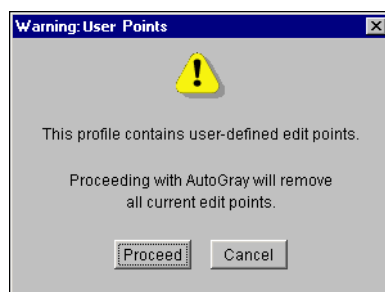 Warning: User Points
This profile contains user-defined edit points.
Proceeding with AutoGray will remove
all current edit points.
Proceed
Cancel